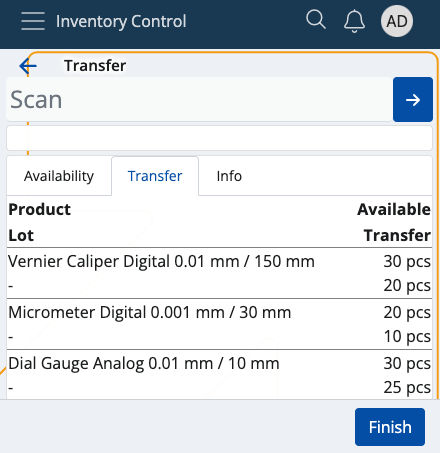 Inventory Control
AD
Transfer
Scan
Availability Transfer Info
Product Available
Lot Transfer
Vernier Caliper Digital 0.01 mm / 150 mm 30 pcs
- 20 pcs
Micrometer Digital 0.001 mm / 30 mm 20 pcs
- 10 pcs
Dial Gauge Analog 0.01 mm / 10 mm 30 pcs
- 25 pcs
Finish